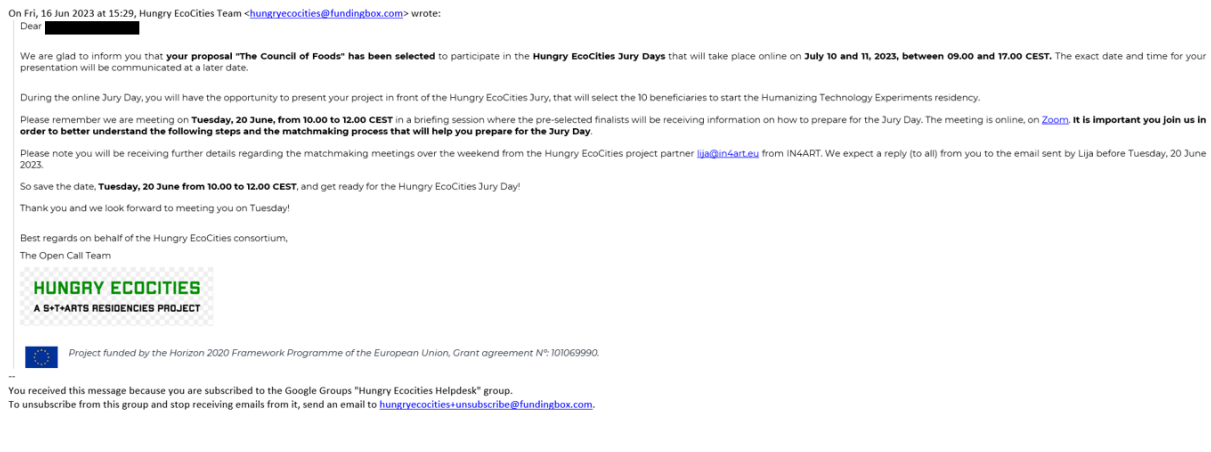 On Fri, 16 Jun 2023 at 15:29, Hungry EcoCities Team <hungryecocities@fundingbox.com> wrote:
Dear
We are glad to inform you that your proposal "The Council of Foods" has been selected to participate in the Hungry EcoCities Jury Days that will take place online on July 10 and 11, 2023, between 09.00 and 17.00 CEST. The exact date and time for your
presentation will be communicated at a later date.
During the online Jury Day, you will have the opportunity to present your project in front of the Hungry EcoCities Jury, that will select the 10 beneficiaries to start the Humanizing Technology Experiments residency.
Please remember we are meeting on Tuesday, 20 June, from 10.00 to 12.00 CEST in a briefing session where the pre-selected finalists will be receiving information on how to prepare for the Jury Day. The meeting is online, on Zoom. It is important you join us in
order to better understand the following steps and the matchmaking process that will help you prepare for the Jury Day.
Please note you will be receiving further details regarding the matchmaking meetings over the weekend from the Hungry EcoCities project partner lija@in4art.eu from IN4ART. We expect a reply (to all) from you to the email sent by Lija before Tuesday, 20 June
2023.
So save the date, Tuesday, 20 June from 10.00 to 12.00 CEST, and get ready for the Hungry EcoCities Jury Day!
Thank you and we look forward to meeting you on Tuesday!
Best regards on behalf of the Hungry EcoCities consortium,
The Open Call Team
HUNGRY ECOCITIES
A S+T+ARTS RESIDENCIES PROJECT
Project funded by the Horizon 2020 Framework Programme of the European Union, Grant agreement Nº: 101069990.
--
You received this message because you are subscribed to the Google Groups "Hungry Ecocities Helpdesk" group.
To unsubscribe from this group and stop receiving emails from it, send an email to hungryecocities+unsubscribe@fundingbox.com.